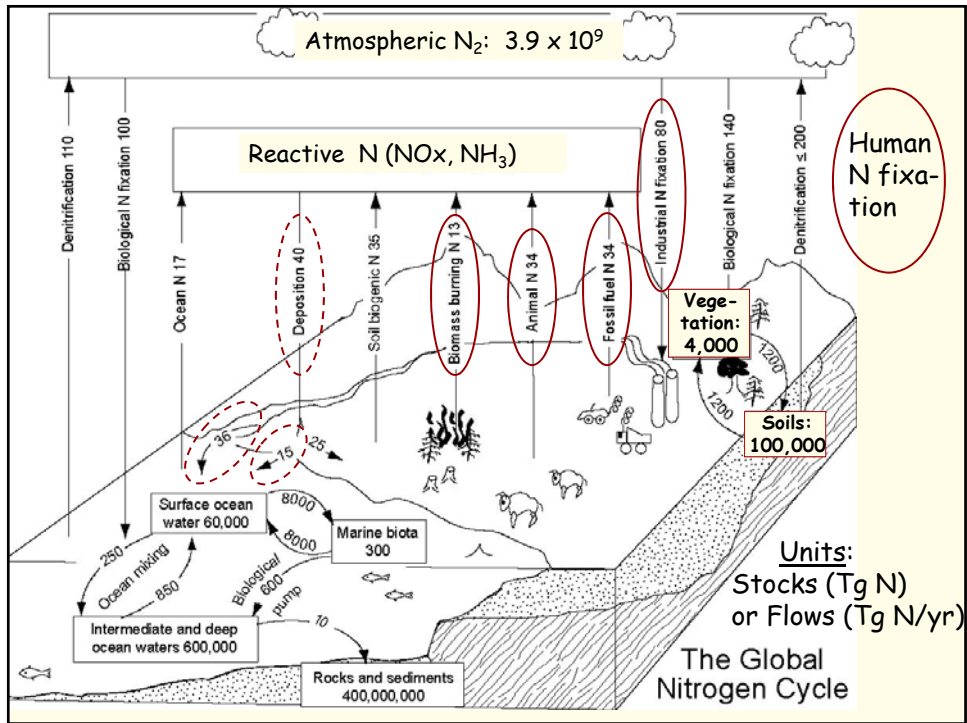 Atmospheric N₂: 3.9 x 10⁹
Denitrification 110
Biological N fixation 100
Reactive N (NOx, NH₃)
Ocean N 17
Deposition 40
Soil biogenic N 35
Biomass burning N 13
Animal N 34
Fossil fuel N 34
Industrial N fixation 80
Biological N fixation 140
Denitrification ≤ 200
Human
N fixa-
tion
Vege-
tation:
4,000
1200
1200
Soils:
100,000
36
15
25
Surface ocean
water 60,000
8000
8000
Marine biota
300
250
Ocean mixing
850
Biological
600
pump
Intermediate and deep
ocean waters 600,000
10
Rocks and sediments
400,000,000
Units:
Stocks (Tg N)
or Flows (Tg N/yr)
The Global
Nitrogen Cycle